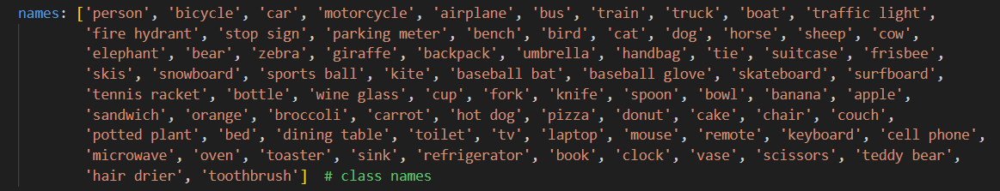 names: ['person', 'bicycle', 'car', 'motorcycle', 'airplane', 'bus', 'train', 'truck', 'boat', 'traffic light',
'fire hydrant', 'stop sign', 'parking meter', 'bench', 'bird', 'cat', 'dog', 'horse', 'sheep', 'cow',
'elephant', 'bear', 'zebra', 'giraffe', 'backpack', 'umbrella', 'handbag', 'tie', 'suitcase', 'frisbee',
'skis', 'snowboard', 'sports ball', 'kite', 'baseball bat', 'baseball glove', 'skateboard', 'surfboard',
'tennis racket', 'bottle', 'wine glass', 'cup', 'fork', 'knife', 'spoon', 'bowl', 'banana', 'apple',
'sandwich', 'orange', 'broccoli', 'carrot', 'hot dog', 'pizza', 'donut', 'cake', 'chair', 'couch',
'potted plant', 'bed', 'dining table', 'toilet', 'tv', 'laptop', 'mouse', 'remote', 'keyboard', 'cell phone',
'microwave', 'oven', 'toaster', 'sink', 'refrigerator', 'book', 'clock', 'vase', 'scissors', 'teddy bear',
'hair drier', 'toothbrush']  # class names